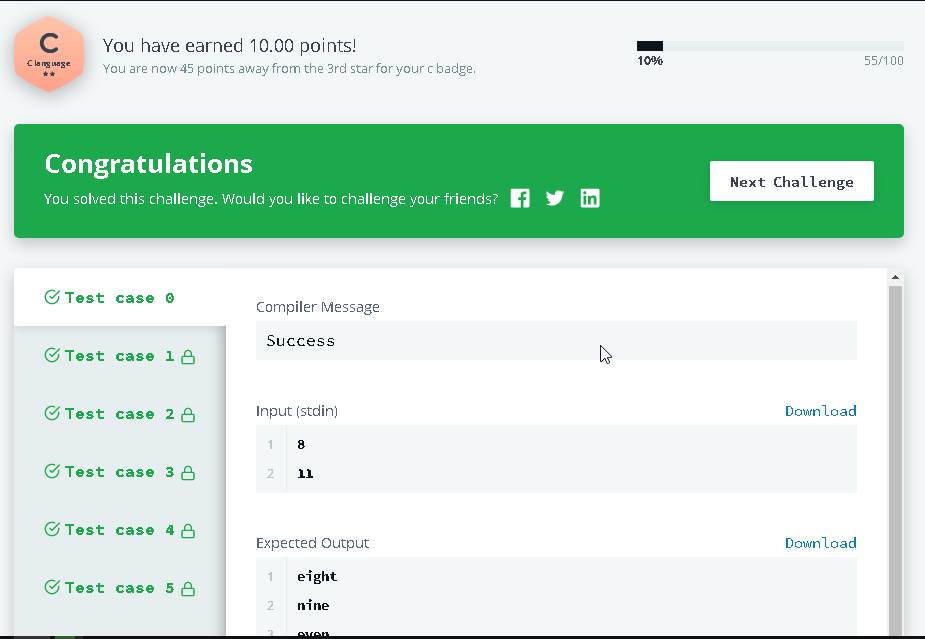 C
C language
You have earned 10.00 points!
You are now 45 points away from the 3rd star for your c badge.
10%
55/100
Congratulations
You solved this challenge. Would you like to challenge your friends?
Next Challenge
Test case 0
Test case 1
Test case 2
Test case 3
Test case 4
Test case 5
Compiler Message
Success
Input (stdin)
Download
1 8
2 11
Expected Output
Download
1 eight
2 nine
3 even